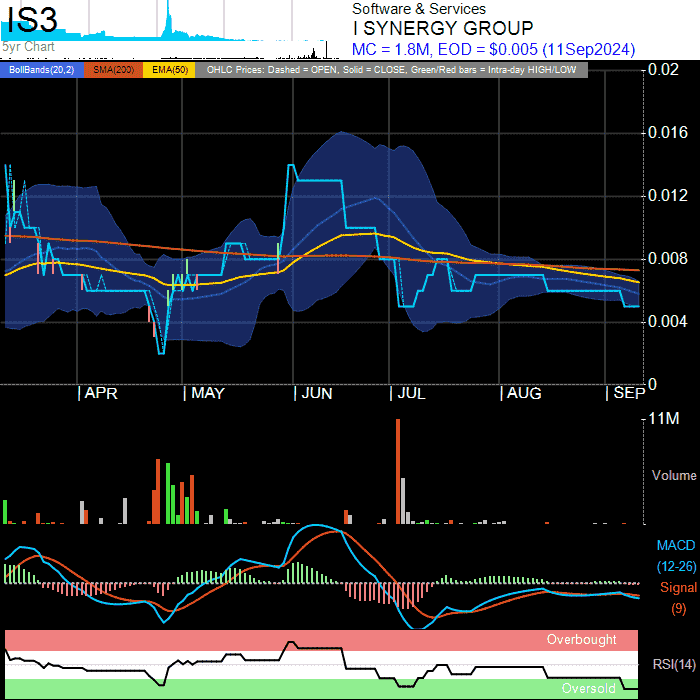 IS3
Software & Services
I SYNERGY GROUP
5yr Chart
MC = 1.8M, EOD = $0.005 (11Sep2024)
BollBands(20,2) SMA(200) EMA(50) OHLC Prices: Dashed = OPEN, Solid = CLOSE, Green/Red bars = Intra-day HIGH/LOW
0.02
0.016
0.012
0.008
0.004
0
APR MAY JUN JUL AUG SEP
11M
Volume
MACD
(12-26)
Signal
(9)
Overbought
RSI(14)
Oversold